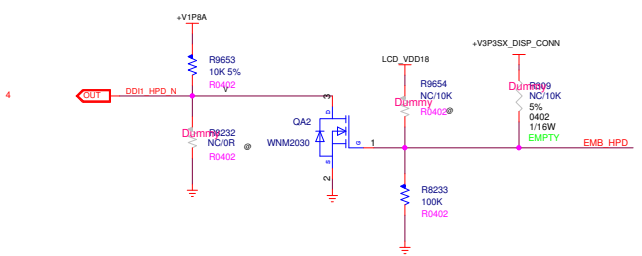 +V1P8A
+V3P3SX_DISP_CONN
R9653
10K 5%
R0402
LCD_VDD18
4
OUT
DDI1_HPD_N
V
3
R9654
NC/10K
Dummy
R0402
@
Dummy
NC/10K
5%
0402
1/16W
EMPTY
Dummy
R8232
NC/0R
@
R0402
QA2
WNM2030
D
G
S
1
2
EMB_HPD
R8233
100K
R0402